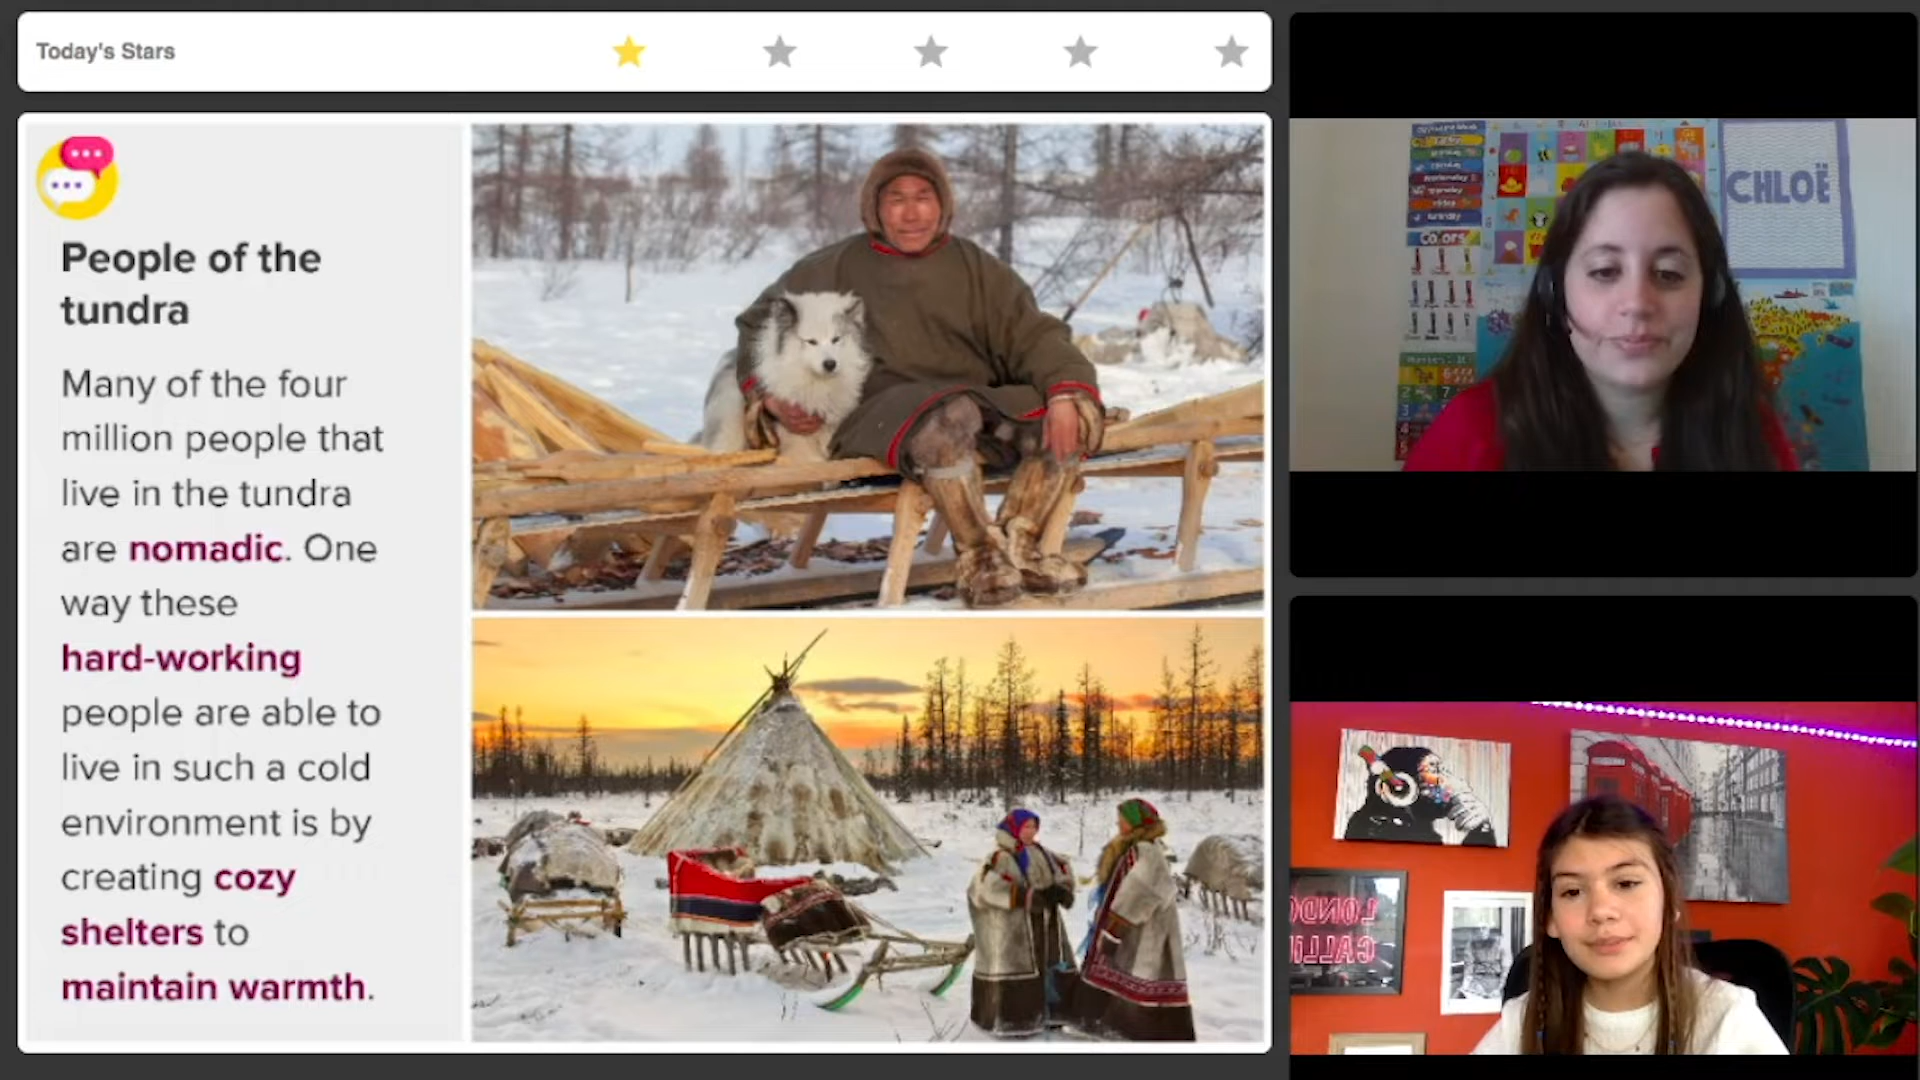 Today's Stars
People of the
tundra
Many of the four
million people that
live in the tundra
are nomadic. One
way these
hard-working
people are able to
live in such a cold
environment is by
creating cozy
shelters to
maintain warmth.
CHLOË
Colors